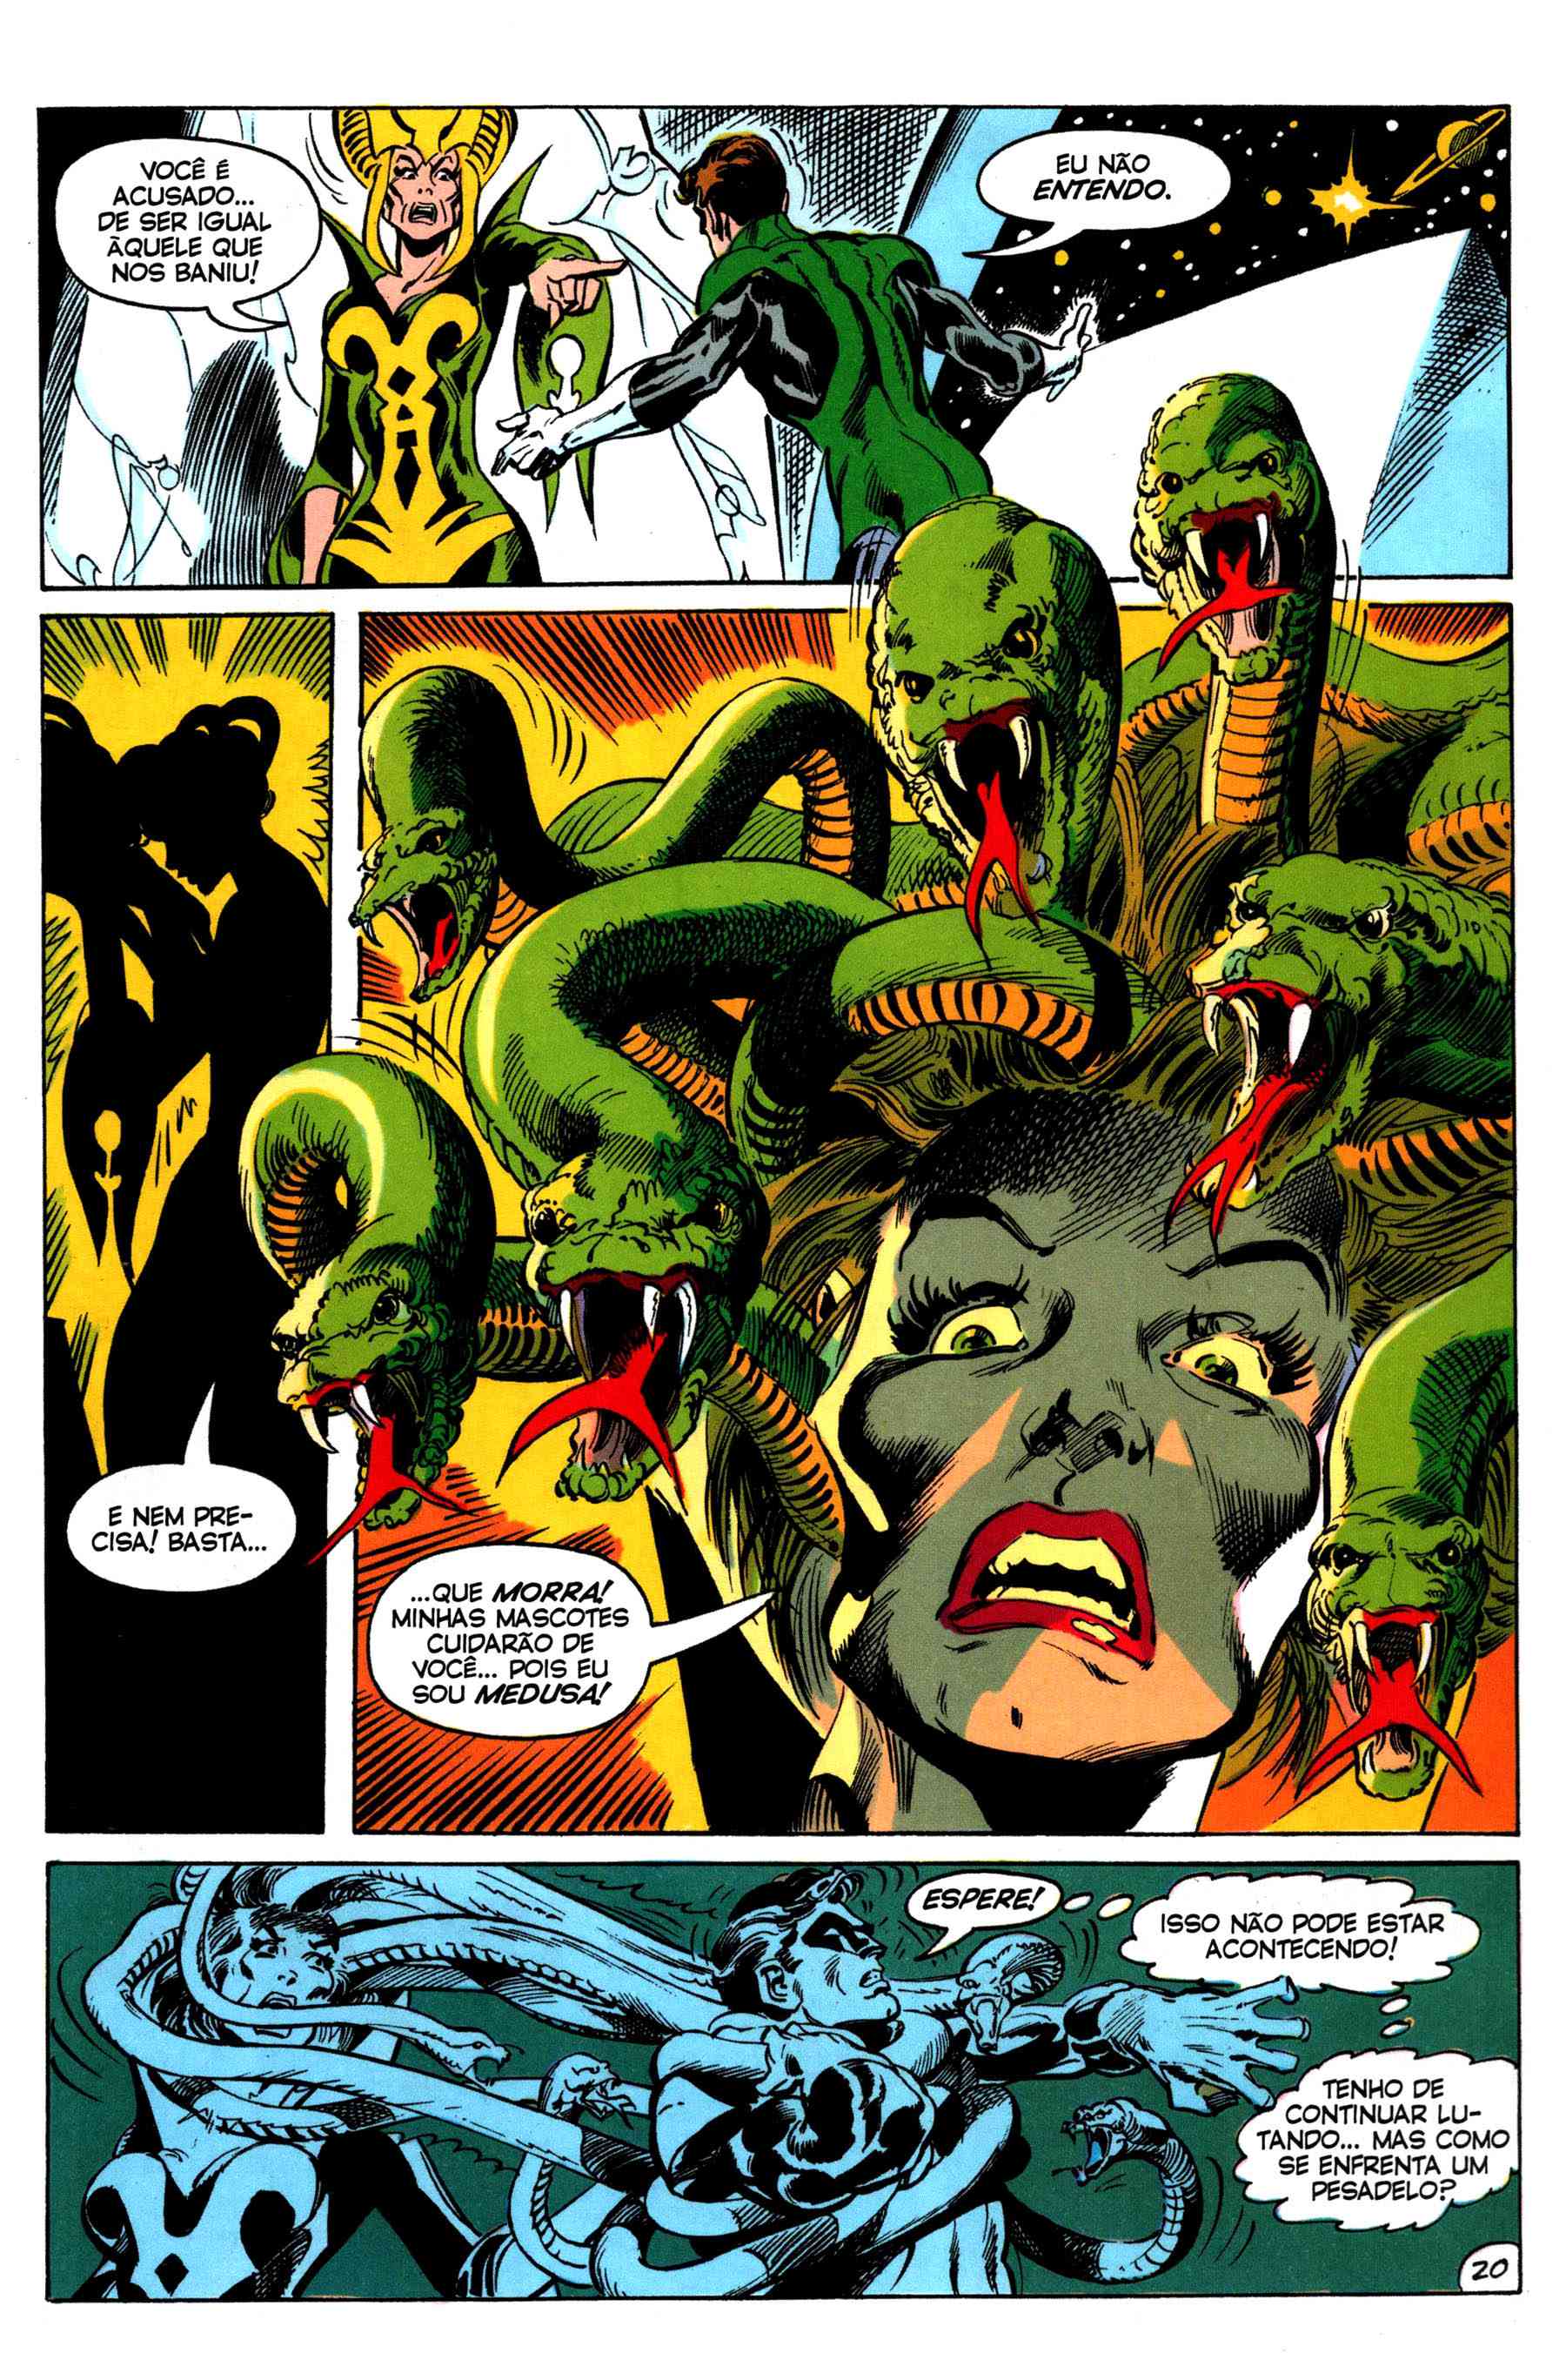 VOCÊ É
ACUSADO...
DE SER IGUAL
ÀQUELE QUE
NOS BANIU!
EU NÃO
ENTENDO.
E NEM PRE-
CISA! BASTA...
...QUE MORRA!
MINHAS MASCOTES
CUIDARÃO DE
VOCÊ... POIS EU
SOU MEDUSA!
ESPERE!
ISSO NÃO PODE ESTAR
ACONTECENDO!
TENHO DE
CONTINUAR LU-
TANDO... MAS COMO
SE ENFRENTA UM
PESADELO?
20